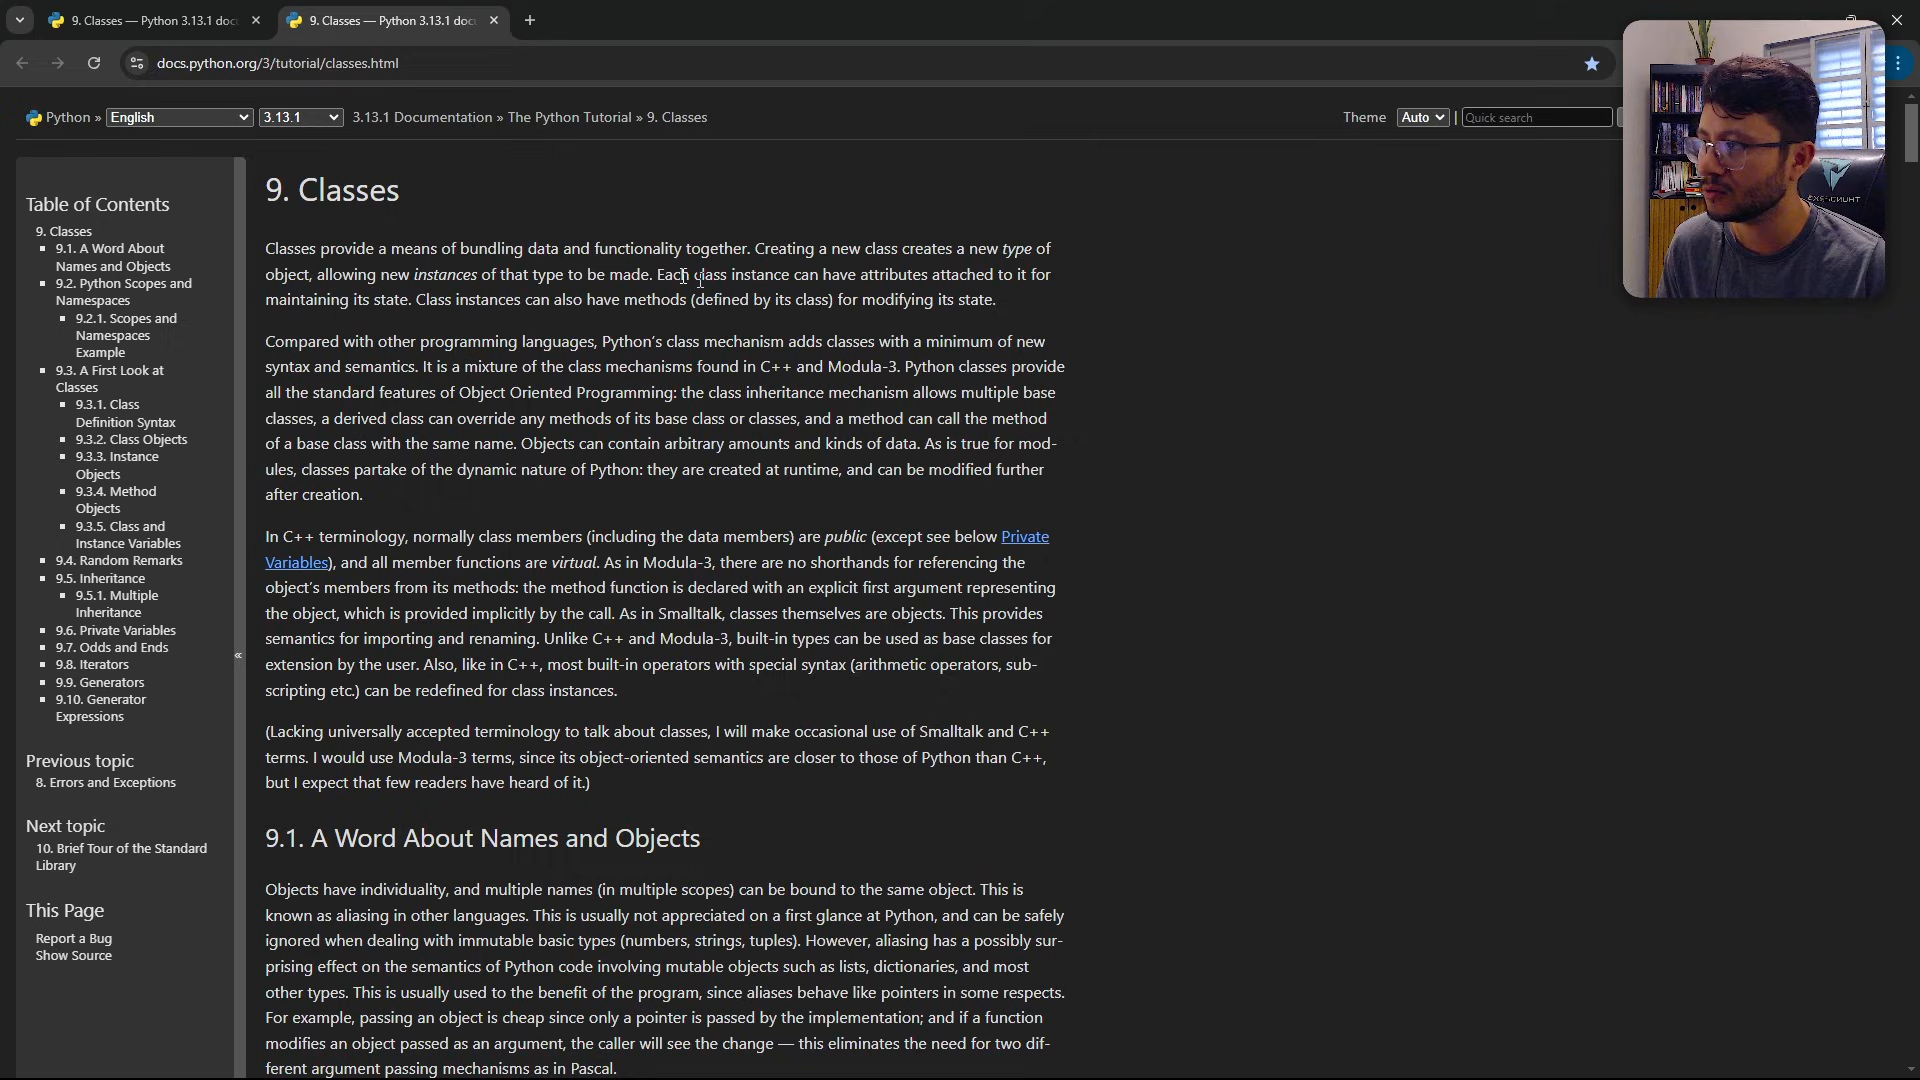 9. Classes — Python 3.13.1 doc
9. Classes — Python 3.13.1 doc
docs.python.org/3/tutorial/classes.html
Python » English 3.13.1 3.13.1 Documentation » The Python Tutorial » 9. Classes
Theme Auto | Quick search
Table of Contents
9. Classes
9.1. A Word About
Names and Objects
9.2. Python Scopes and
Namespaces
9.2.1. Scopes and
Namespaces
Example
9.3. A First Look at
Classes
9.3.1. Class
Definition Syntax
9.3.2. Class Objects
9.3.3. Instance
Objects
9.3.4. Method
Objects
9.3.5. Class and
Instance Variables
9.4. Random Remarks
9.5. Inheritance
9.5.1. Multiple
Inheritance
9.6. Private Variables
9.7. Odds and Ends
9.8. Iterators
9.9. Generators
9.10. Generator
Expressions
Previous topic
8. Errors and Exceptions
Next topic
10. Brief Tour of the Standard
Library
This Page
Report a Bug
Show Source
«
9. Classes
Classes provide a means of bundling data and functionality together. Creating a new class creates a new type of
object, allowing new instances of that type to be made. Each class instance can have attributes attached to it for
maintaining its state. Class instances can also have methods (defined by its class) for modifying its state.
Compared with other programming languages, Python’s class mechanism adds classes with a minimum of new
syntax and semantics. It is a mixture of the class mechanisms found in C++ and Modula-3. Python classes provide
all the standard features of Object Oriented Programming: the class inheritance mechanism allows multiple base
classes, a derived class can override any methods of its base class or classes, and a method can call the method
of a base class with the same name. Objects can contain arbitrary amounts and kinds of data. As is true for mod-
ules, classes partake of the dynamic nature of Python: they are created at runtime, and can be modified further
after creation.
In C++ terminology, normally class members (including the data members) are public (except see below Private
Variables), and all member functions are virtual. As in Modula-3, there are no shorthands for referencing the
object’s members from its methods: the method function is declared with an explicit first argument representing
the object, which is provided implicitly by the call. As in Smalltalk, classes themselves are objects. This provides
semantics for importing and renaming. Unlike C++ and Modula-3, built-in types can be used as base classes for
extension by the user. Also, like in C++, most built-in operators with special syntax (arithmetic operators, sub-
scripting etc.) can be redefined for class instances.
(Lacking universally accepted terminology to talk about classes, I will make occasional use of Smalltalk and C++
terms. I would use Modula-3 terms, since its object-oriented semantics are closer to those of Python than C++,
but I expect that few readers have heard of it.)
9.1. A Word About Names and Objects
Objects have individuality, and multiple names (in multiple scopes) can be bound to the same object. This is
known as aliasing in other languages. This is usually not appreciated on a first glance at Python, and can be safely
ignored when dealing with immutable basic types (numbers, strings, tuples). However, aliasing has a possibly sur-
prising effect on the semantics of Python code involving mutable objects such as lists, dictionaries, and most
other types. This is usually used to the benefit of the program, since aliases behave like pointers in some respects.
For example, passing an object is cheap since only a pointer is passed by the implementation; and if a function
modifies an object passed as an argument, the caller will see the change — this eliminates the need for two dif-
ferent argument passing mechanisms as in Pascal.